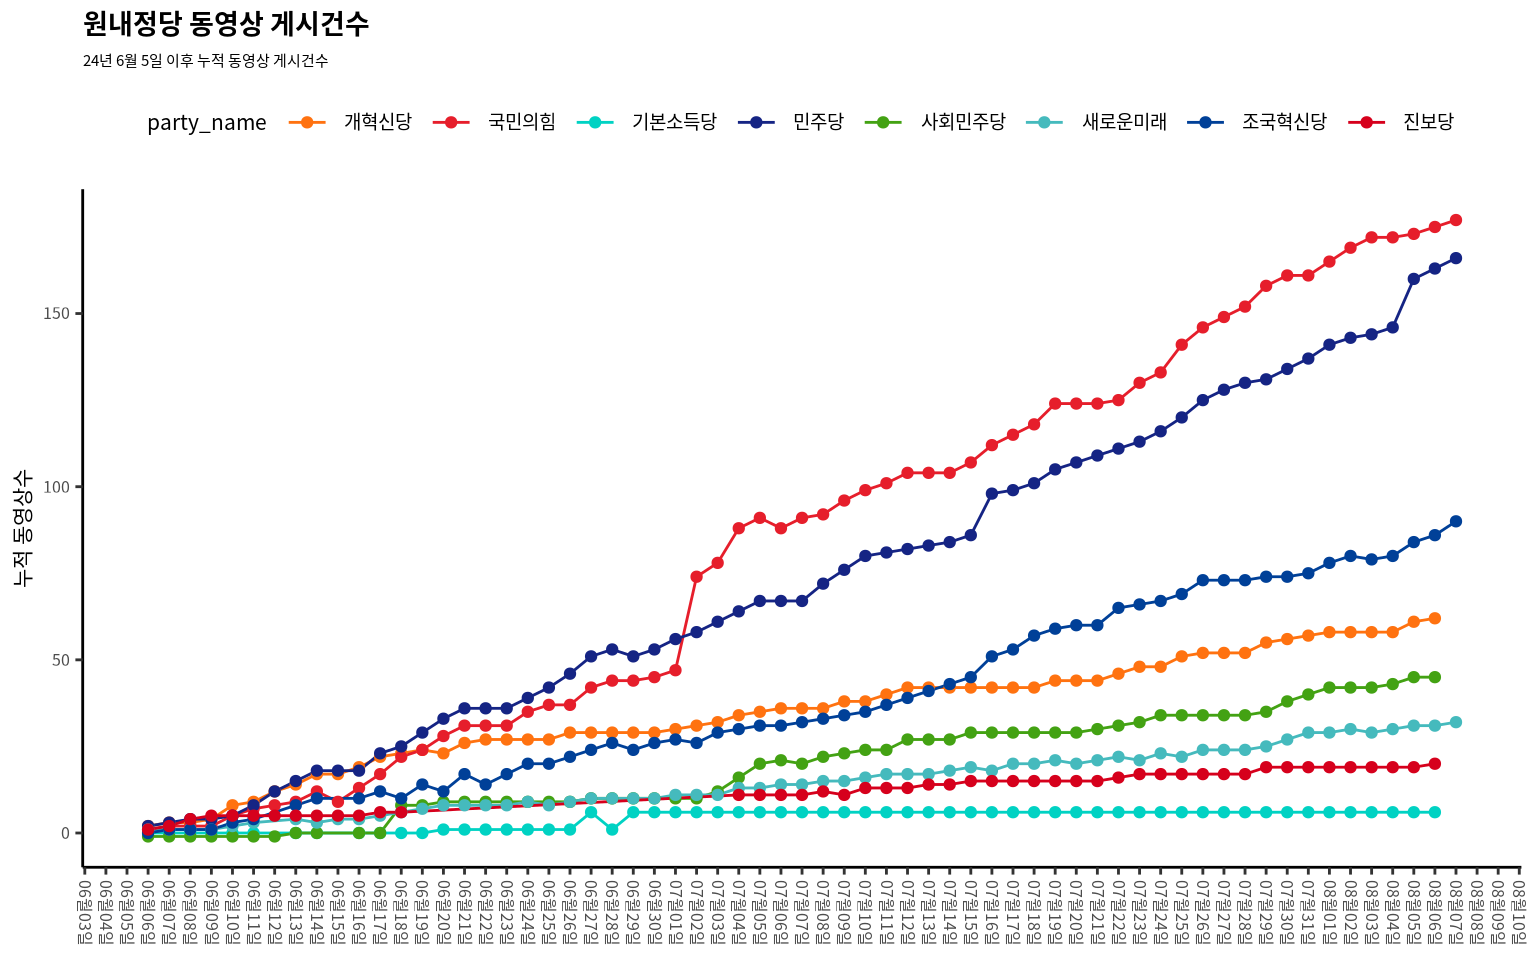 원내정당 동영상 게시건수
24년 6월 5일 이후 누적 동영상 게시건수
party_name 개혁신당 국민의힘 기본소득당 민주당 사회민주당 새로운미래 조국혁신당 진보당
누적 동영상수
150
100
50
0
06월03일
06월04일
06월05일
06월06일
06월07일
06월08일
06월09일
06월10일
06월11일
06월12일
06월13일
06월14일
06월15일
06월16일
06월17일
06월18일
06월19일
06월20일
06월21일
06월22일
06월23일
06월24일
06월25일
06월26일
06월27일
06월28일
06월29일
06월30일
07월01일
07월02일
07월03일
07월04일
07월05일
07월06일
07월07일
07월08일
07월09일
07월10일
07월11일
07월12일
07월13일
07월14일
07월15일
07월16일
07월17일
07월18일
07월19일
07월20일
07월21일
07월22일
07월23일
07월24일
07월25일
07월26일
07월27일
07월28일
07월29일
07월30일
07월31일
08월01일
08월02일
08월03일
08월04일
08월05일
08월06일
08월07일
08월08일
08월09일
08월10일